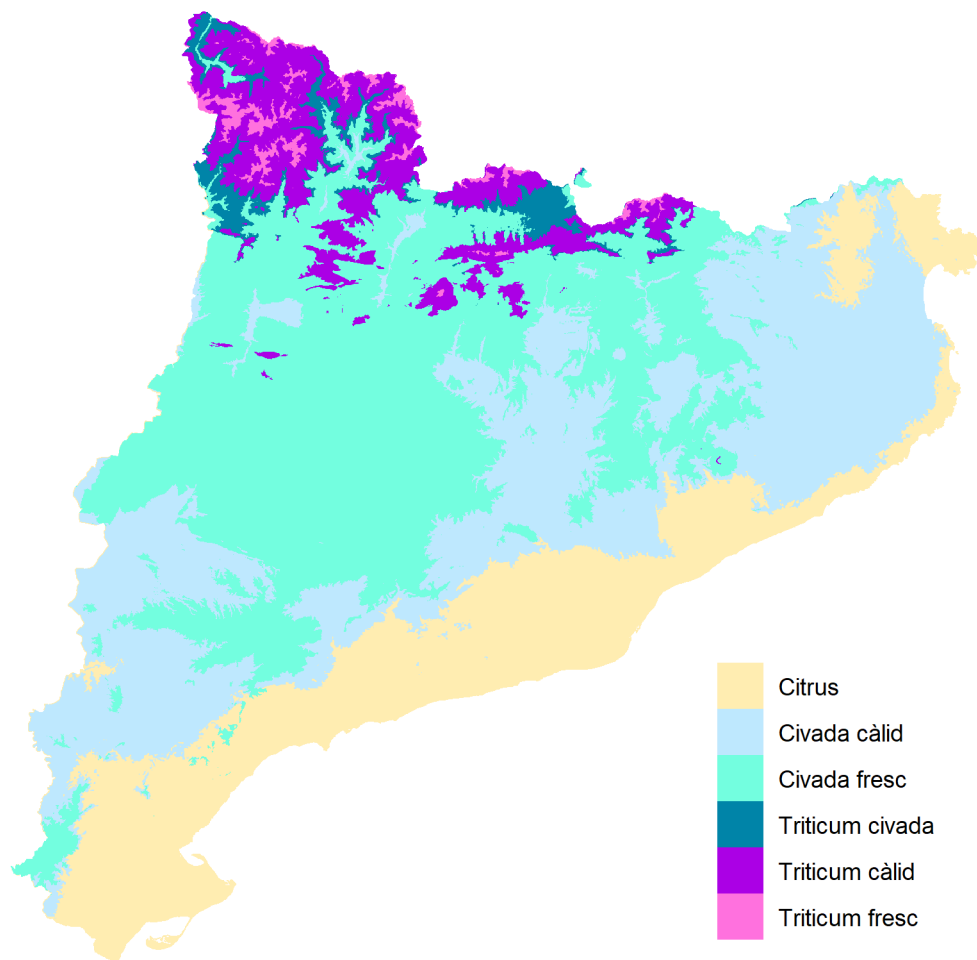 Citrus
Civada càlid
Civada fresc
Triticum civada
Triticum càlid
Triticum fresc